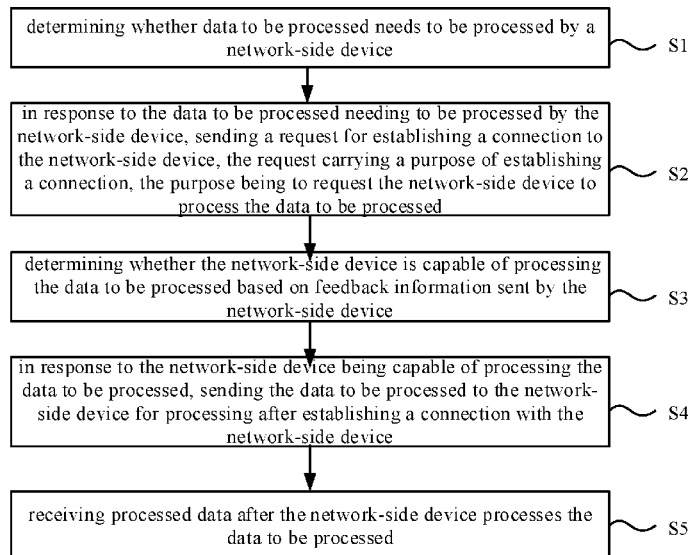 determining whether data to be processed needs to be processed by a
network-side device
S1
in response to the data to be processed needing to be processed by the
network-side device, sending a request for establishing a connection to
the network-side device, the request carrying a purpose of establishing
a connection, the purpose being to request the network-side device to
process the data to be processed
S2
determining whether the network-side device is capable of processing
the data to be processed based on feedback information sent by the
network-side device
S3
in response to the network-side device being capable of processing the
data to be processed, sending the data to be processed to the network-
side device for processing after establishing a connection with the
network-side device
S4
receiving processed data after the network-side device processes the
data to be processed
S5